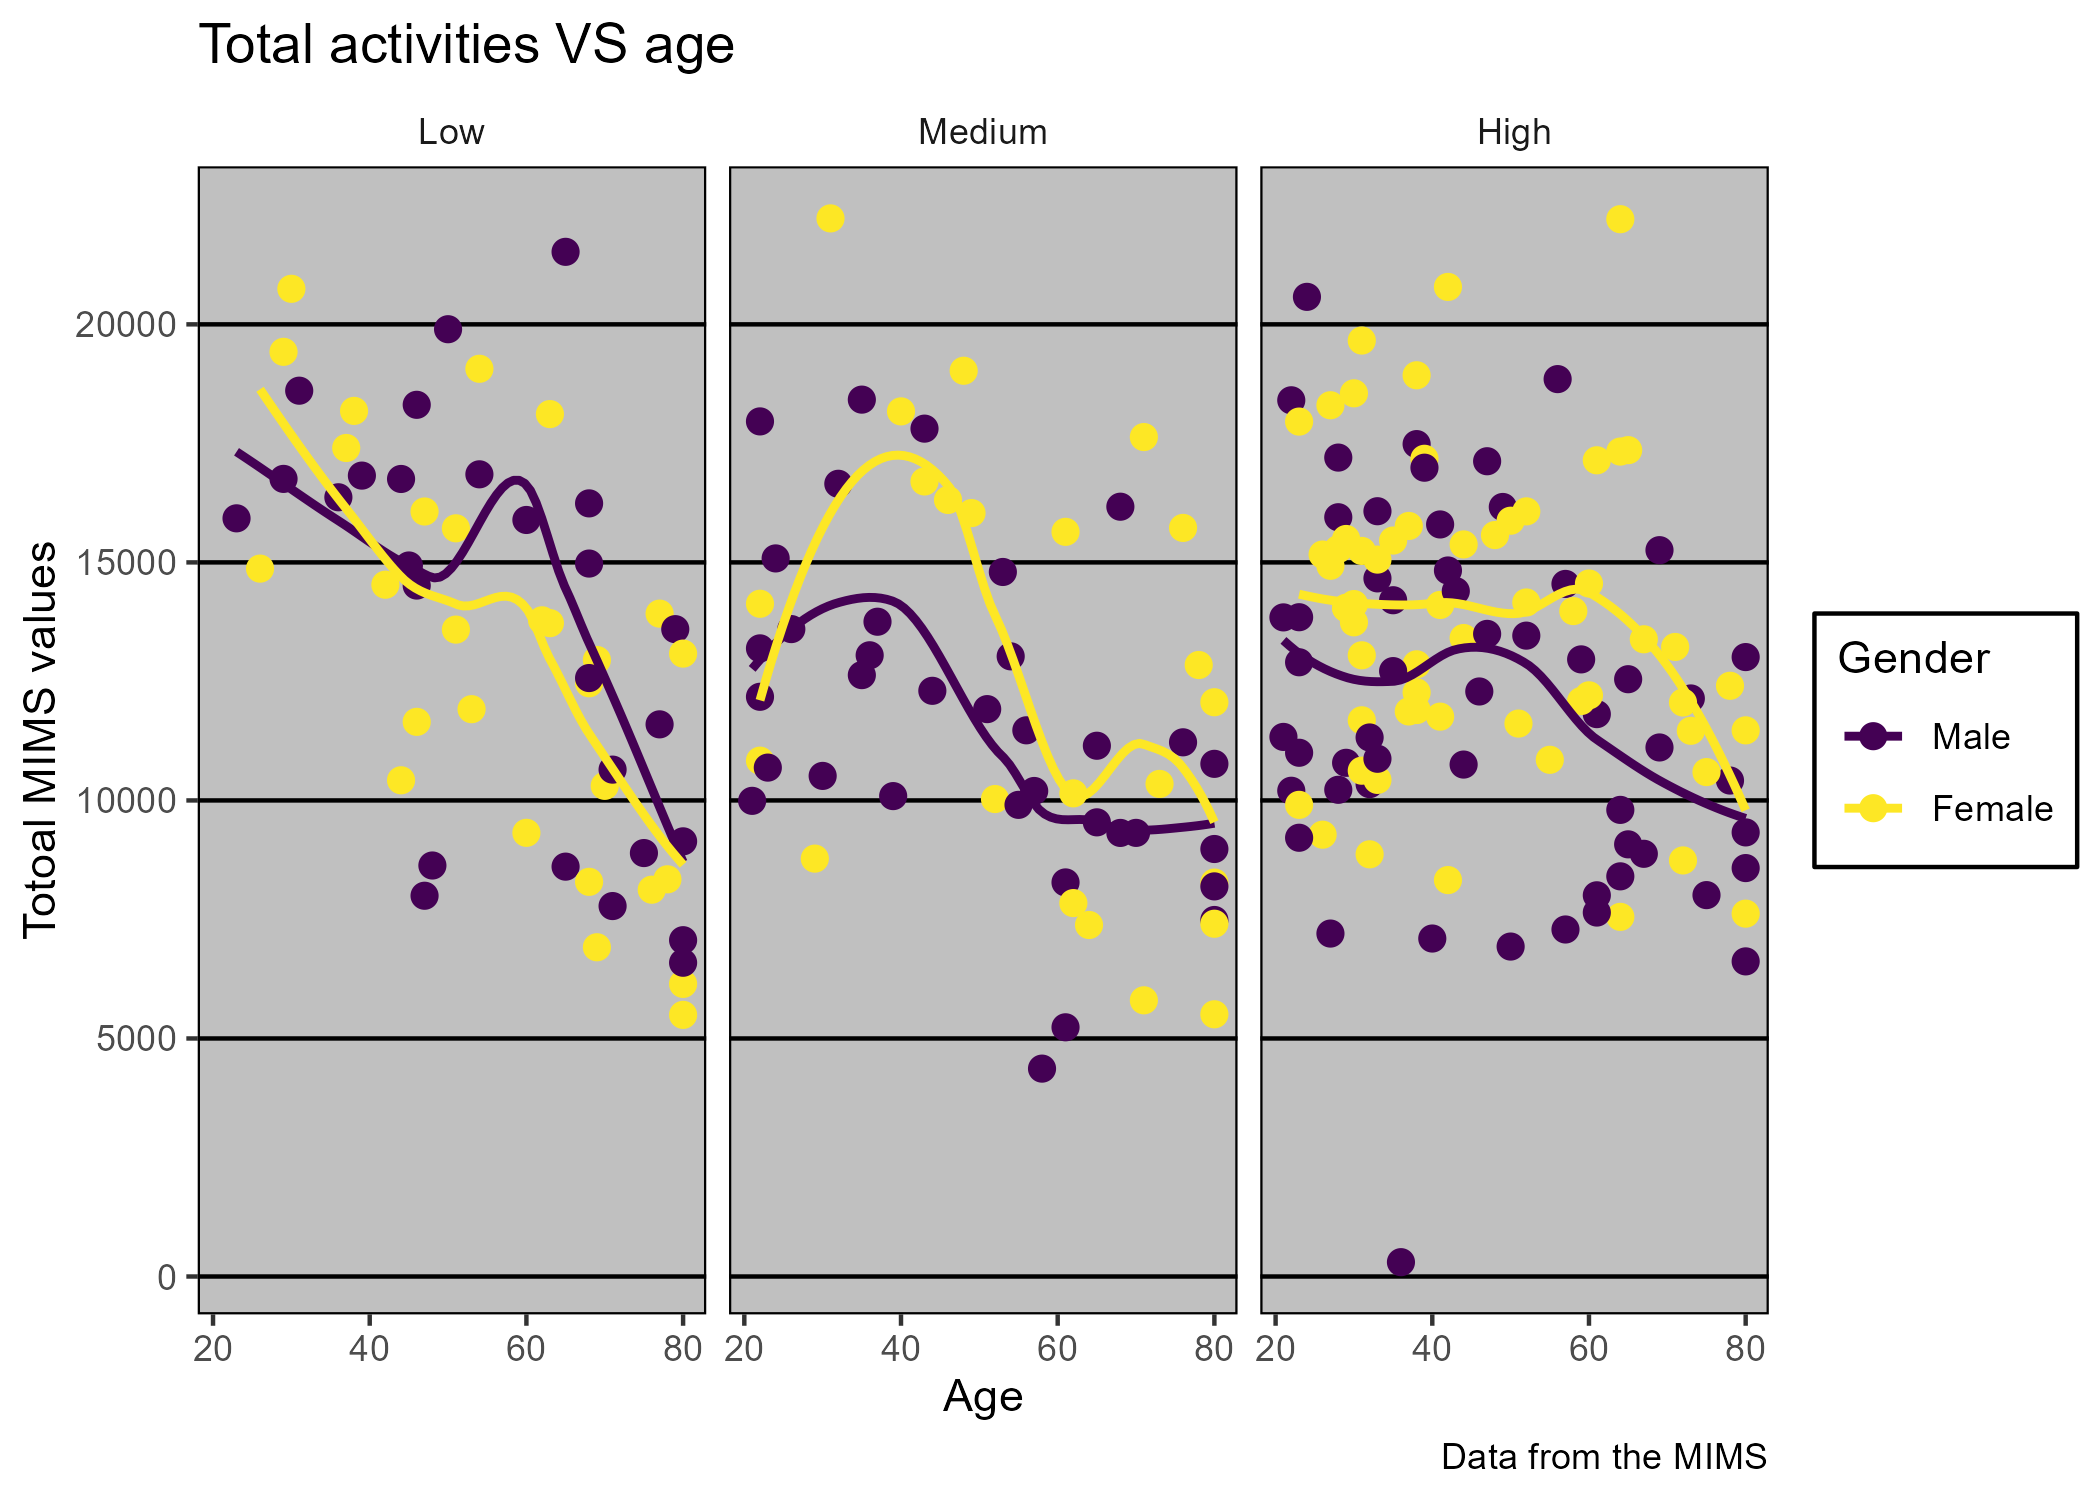 Total activities VS age
Low
Medium
High
20000
15000
10000
5000
0
Totoal MIMS values
20 40 60 80
20 40 60 80
20 40 60 80
Age
Gender
Male
Female
Data from the MIMS